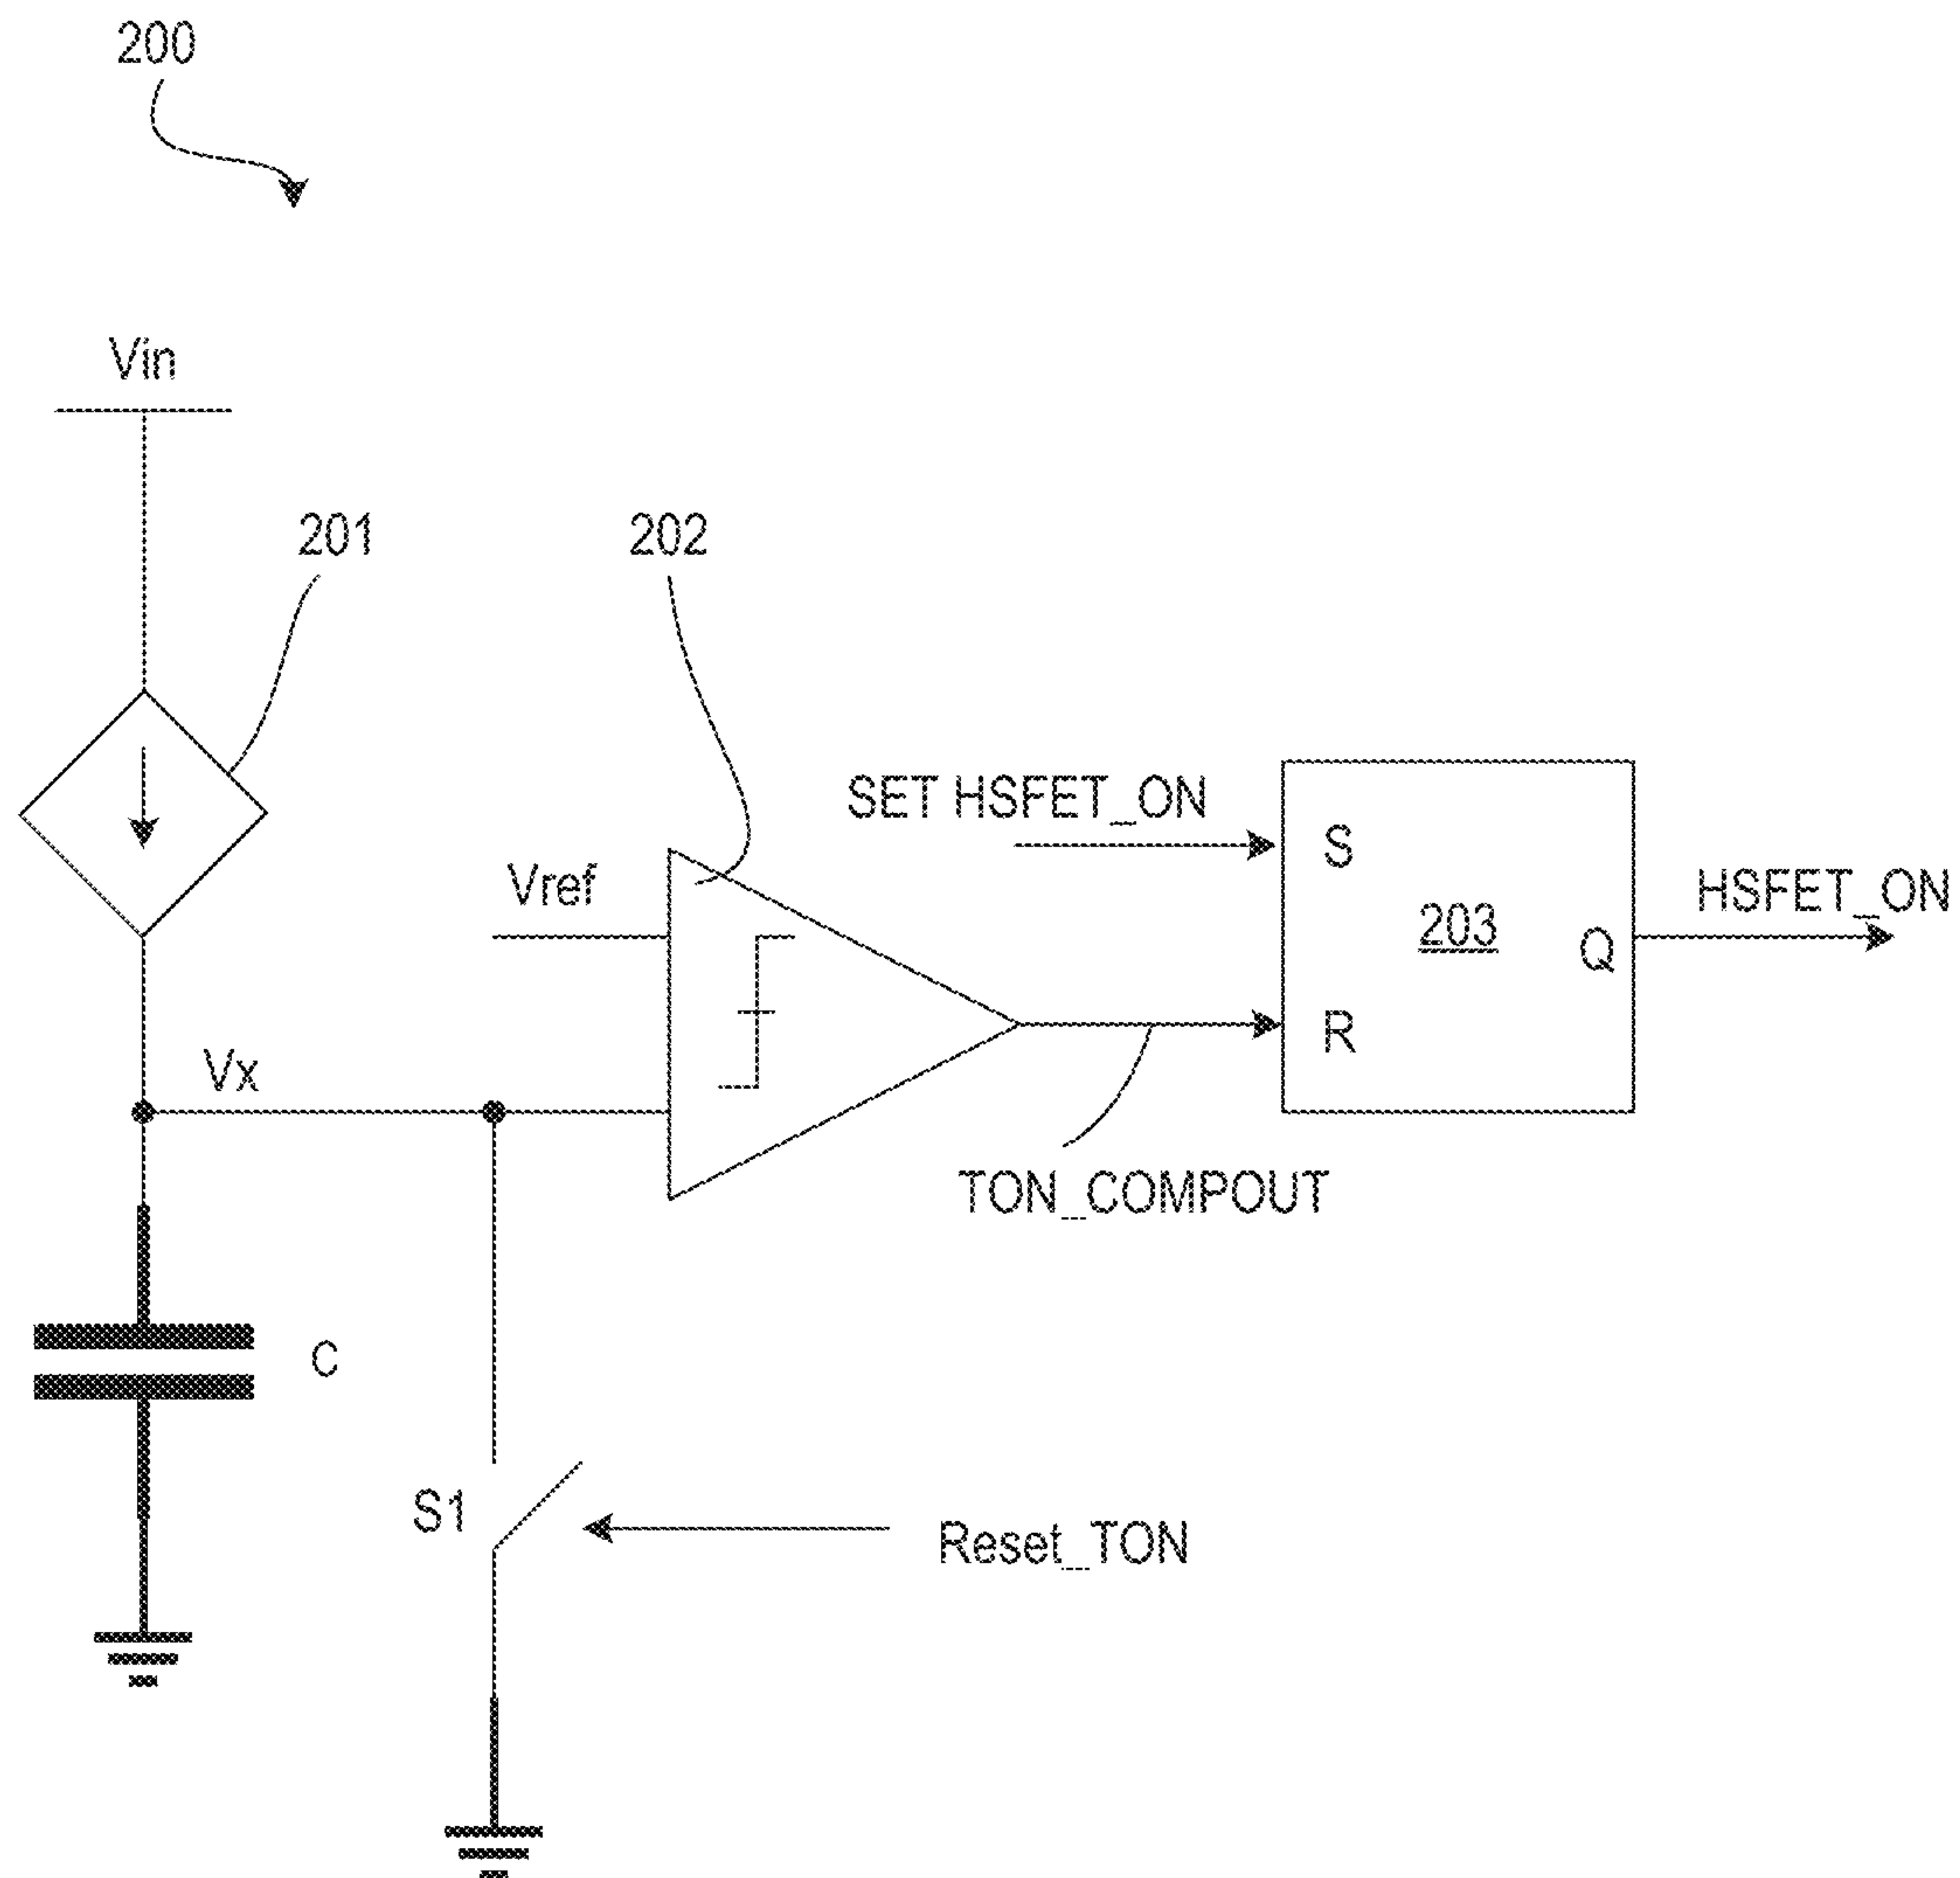 200
Vin
201
202
SET HSFET_ON
Vref
S
203
HSFET_ON
Q
R
Vx
TON_COMPOUT
C
S1
Reset_TON